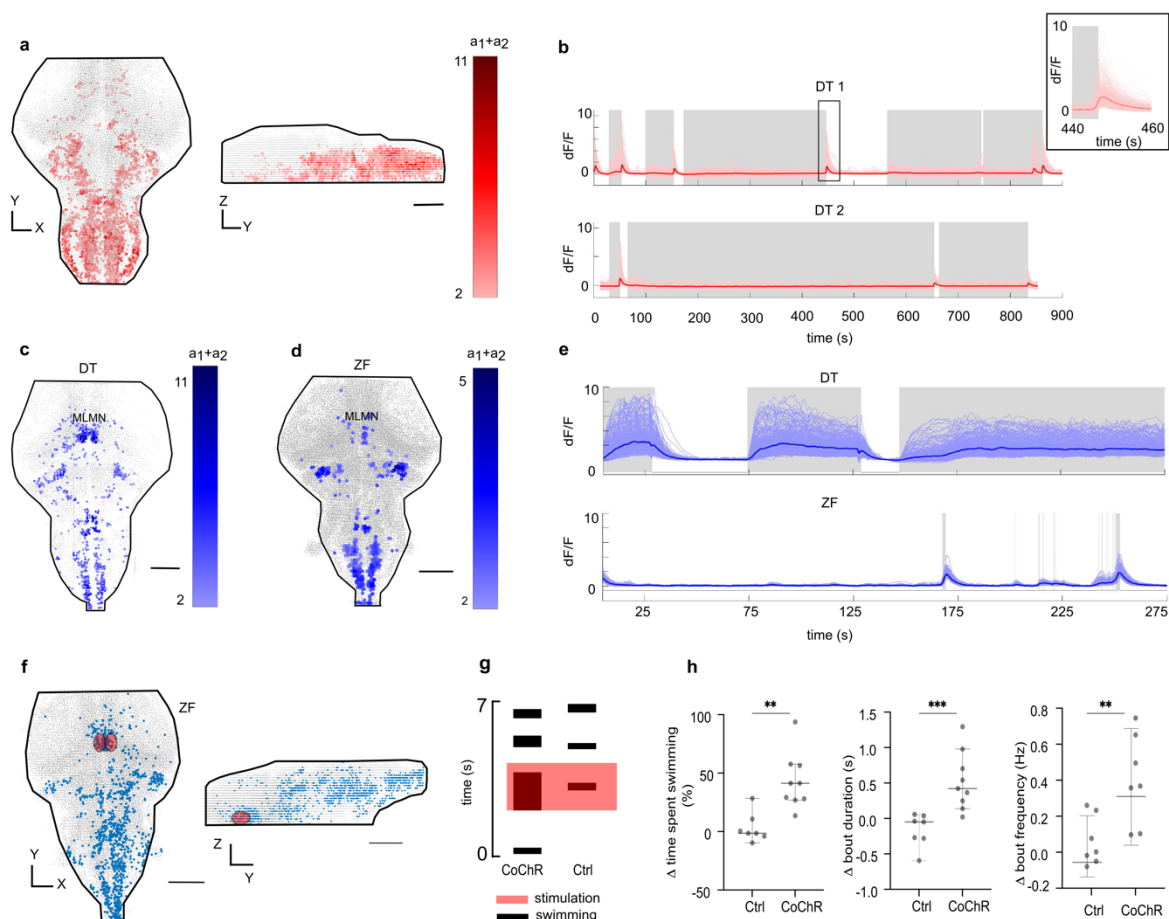 a
a1+a2
11
2
Y
X
Z
Y
b
DT 1
10
dF/F
0
10
dF/F
0
440
460
time (s)
DT 2
10
dF/F
0
0
100
200
300
400
500
600
700
800
900
time (s)
c
DT
MLMN
a1+a2
11
2
d
ZF
MLMN
a1+a2
5
2
e
DT
10
dF/F
0
ZF
10
dF/F
0
25
75
125
175
225
275
time (s)
f
ZF
Y
X
Z
Y
g
7
time (s)
0
CoChR
Ctrl
stimulation
swimming
h
**
100
50
0
-50
Δ time spent swimming
(%)
Ctrl
CoChR
***
1.5
1.0
0.5
0.0
-0.5
-1.0
Δ bout duration (s)
Ctrl
CoChR
**
0.8
0.6
0.4
0.2
0.0
0.2
Δ bout frequency (Hz)
Ctrl
CoChR